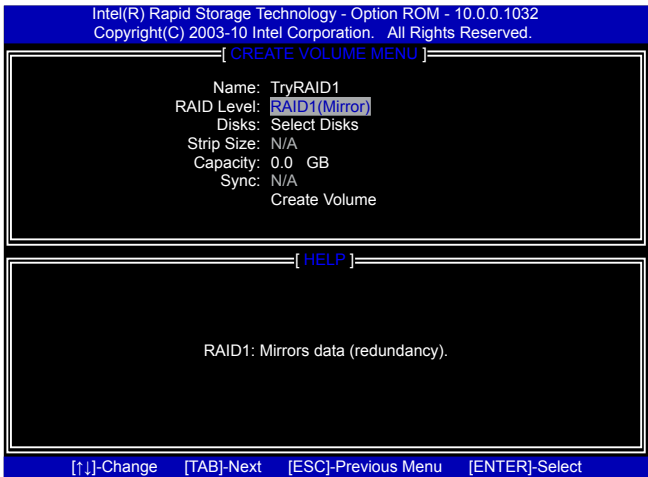 Intel(R) Rapid Storage Technology - Option ROM - 10.0.0.1032
Copyright(C) 2003-10 Intel Corporation. All Rights Reserved.
[ CREATE VOLUME MENU ]
Name: TryRAID1
RAID Level: RAID1(Mirror)
Disks: Select Disks
Strip Size: N/A
Capacity: 0.0 GB
Sync: N/A
Create Volume
[ HELP ]
RAID1: Mirrors data (redundancy).
[↑↓]-Change [TAB]-Next [ESC]-Previous Menu [ENTER]-Select